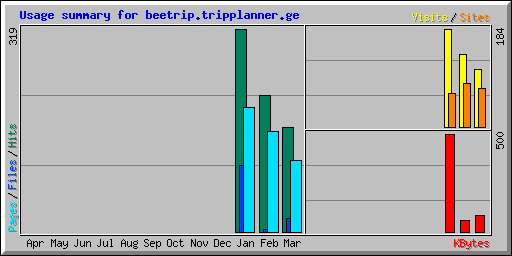 Usage summary for beetrip.tripplanner.ge
Visits / Sites
319
184
500
Pages / Files / Hits
Apr May Jun Jul Aug Sep Oct Nov Dec Jan Feb Mar
KBytes